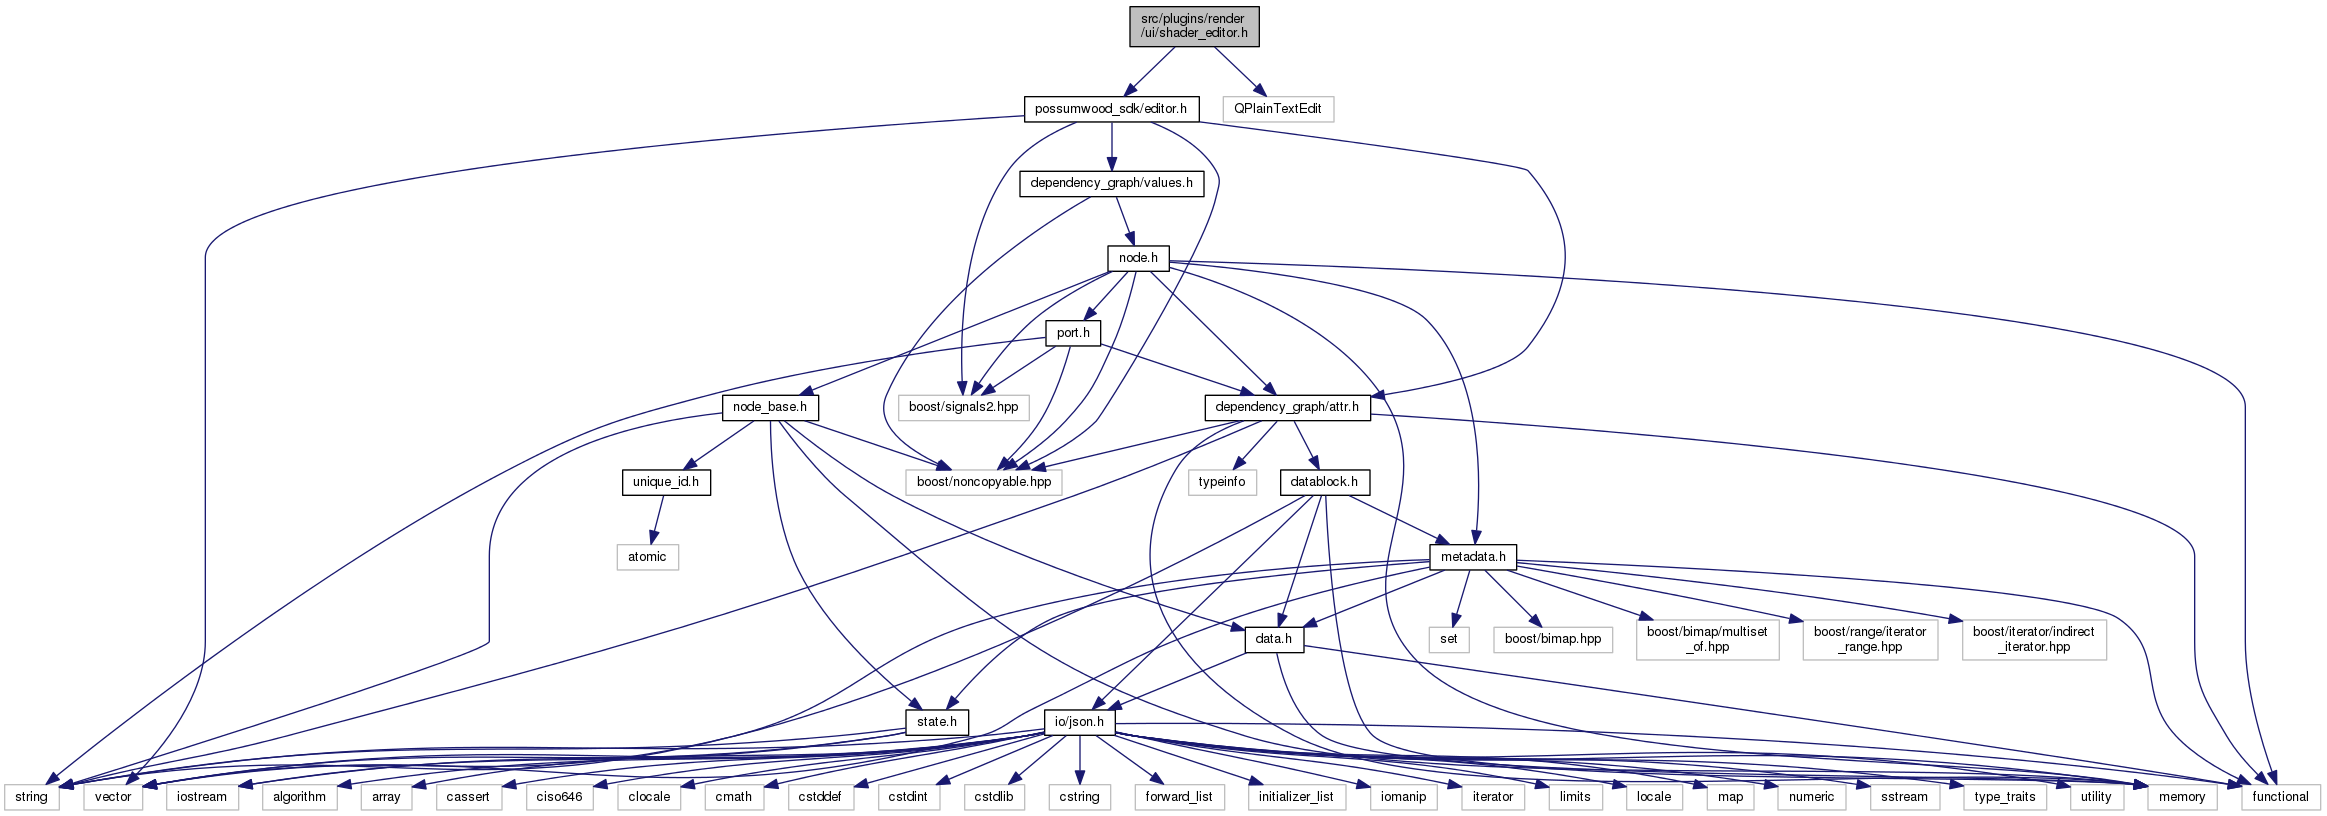 src/plugins/render
/ui/shader_editor.h
possumwood_sdk/editor.h
QPlainTextEdit
dependency_graph/values.h
node.h
port.h
node_base.h
boost/signals2.hpp
dependency_graph/attr.h
unique_id.h
boost/noncopyable.hpp
typeinfo
datablock.h
atomic
metadata.h
data.h
set
boost/bimap.hpp
boost/bimap/multiset
_of.hpp
boost/range/iterator
_range.hpp
boost/iterator/indirect
_iterator.hpp
state.h
io/json.h
string
vector
iostream
algorithm
array
cassert
ciso646
clocale
cmath
cstddef
cstdint
cstdlib
cstring
forward_list
initializer_list
iomanip
iterator
limits
locale
map
numeric
sstream
type_traits
utility
memory
functional